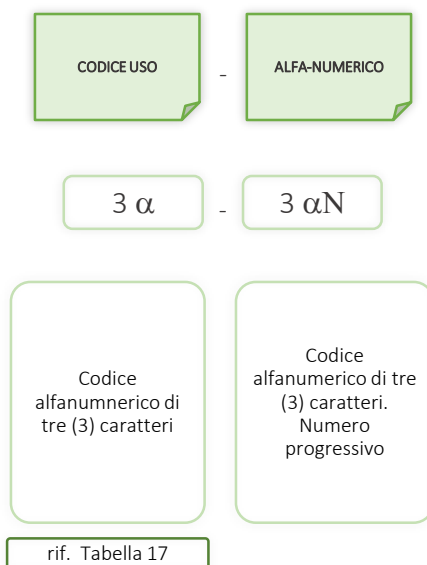 CODICE USO - ALFA-NUMERICO
3 α - 3 αN
Codice
alfanumnerico di
tre (3) caratteri
Codice
alfanumerico di tre
(3) caratteri.
Numero
progressivo
rif. Tabella 17